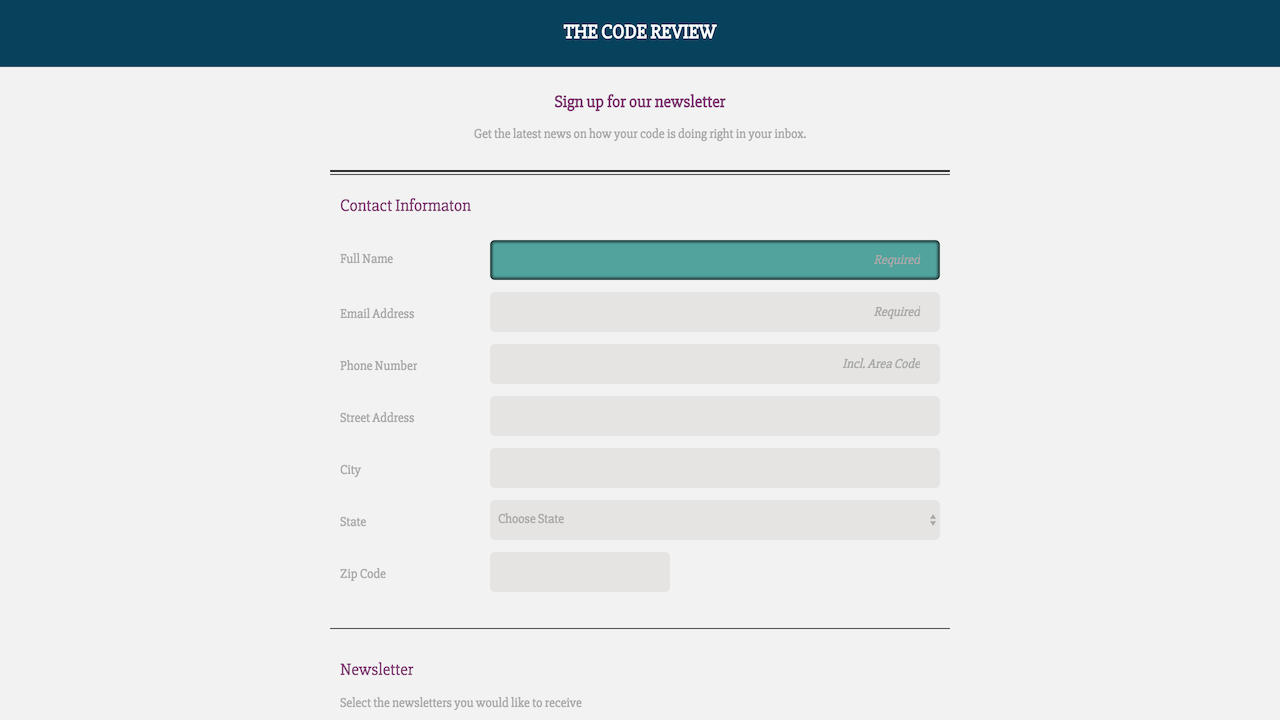 THE CODE REVIEW
Sign up for our newsletter
Get the latest news on how your code is doing right in your inbox.
Contact Informaton
Full Name
Required
Email Address
Required
Phone Number
Incl. Area Code
Street Address
City
State
Choose State
Zip Code
Newsletter
Select the newsletters you would like to receive